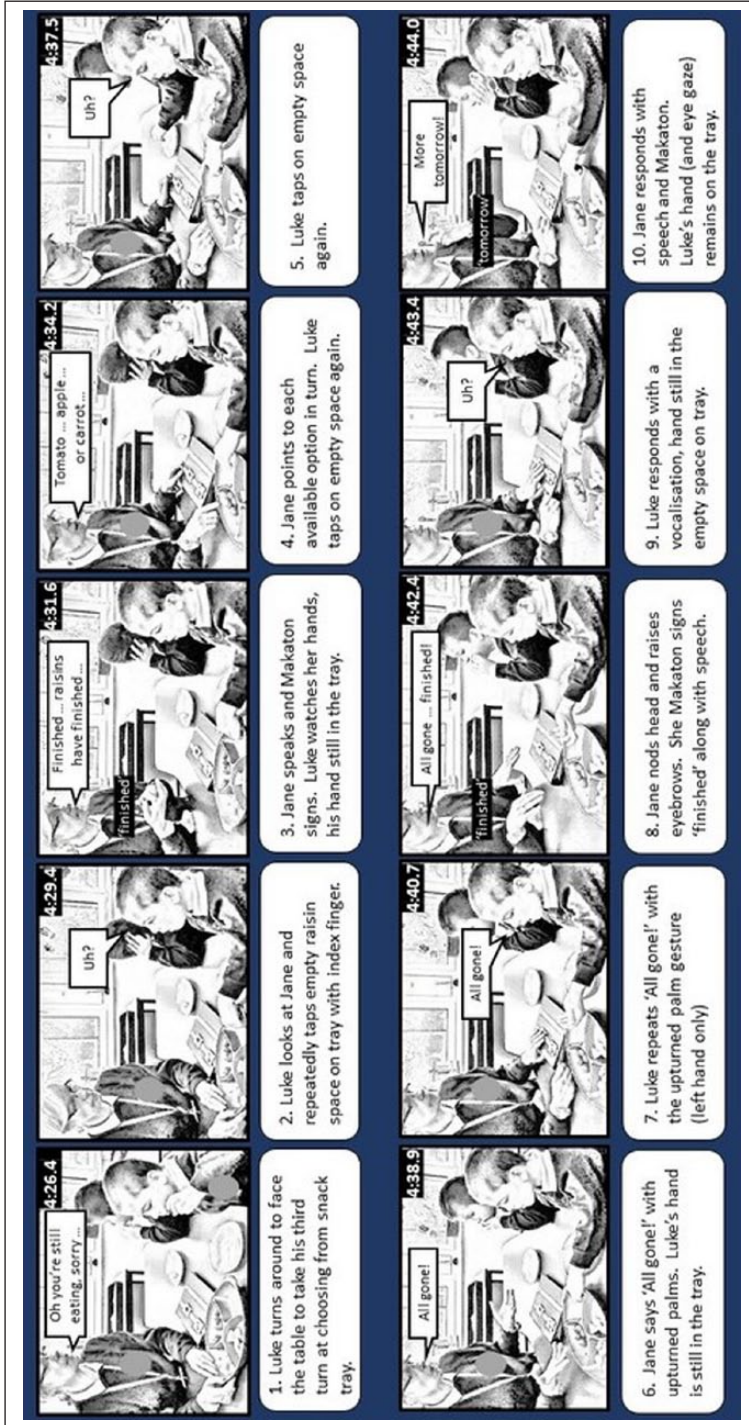 4:26.4
Oh you're still
eating, sorry ...
1. Luke turns around to face
the table to take his third
turn at choosing from snack
tray.
4:29.4
Uh?
2. Luke looks at Jane and
repeatedly taps empty raisin
space on tray with index finger.
4:31.6
Finished ... raisins
have finished ...
'finished'
3. Jane speaks and Makaton
signs. Luke watches her hands,
his hand still in the tray.
4:34.2
Tomato ... apple ...
or carrot ...
4. Jane points to each
available option in turn. Luke
taps on empty space again.
4:37.5
Uh?
5. Luke taps on empty space
again.
4:38.9
All gone!
6. Jane says 'All gone!' with
upturned palms. Luke's hand
is still in the tray.
4:40.7
All gone!
7. Luke repeats 'All gone!' with
the upturned palm gesture
(left hand only)
4:42.4
All gone ... finished!
'finished'
8. Jane nods head and raises
eyebrows. She Makaton signs
'finished' along with speech.
4:43.4
Uh?
9. Luke responds with a
vocalisation, hand still in the
empty space on tray.
4:44.0
More
tomorrow!
'tomorrow'
10. Jane responds with
speech and Makaton.
Luke's hand (and eye gaze)
remains on the tray.